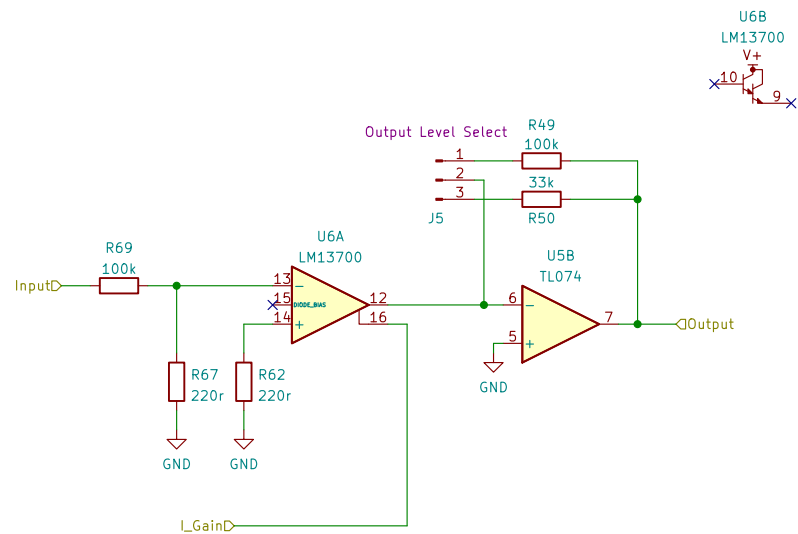 U6B
LM13700
V+
10
9
Output Level Select
R49
100k
1
2
33k
3
J5
R50
U6A
LM13700
U5B
TL074
R69
100k
Input
13
−
15
DIODE_BIAS
12
14
+
16
6
−
7
Output
5
+
GND
R67
220r
R62
220r
GND
GND
I_Gain